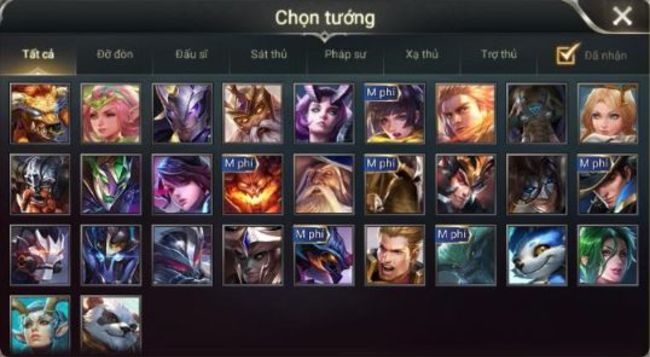 Chọn tướng
Tất cả
Đỡ đòn
Đấu sĩ
Sát thủ
Pháp sư
Xạ thủ
Trợ thủ
Đã nhận
M phí
M phí
M phí
M phí
M phí
M phí